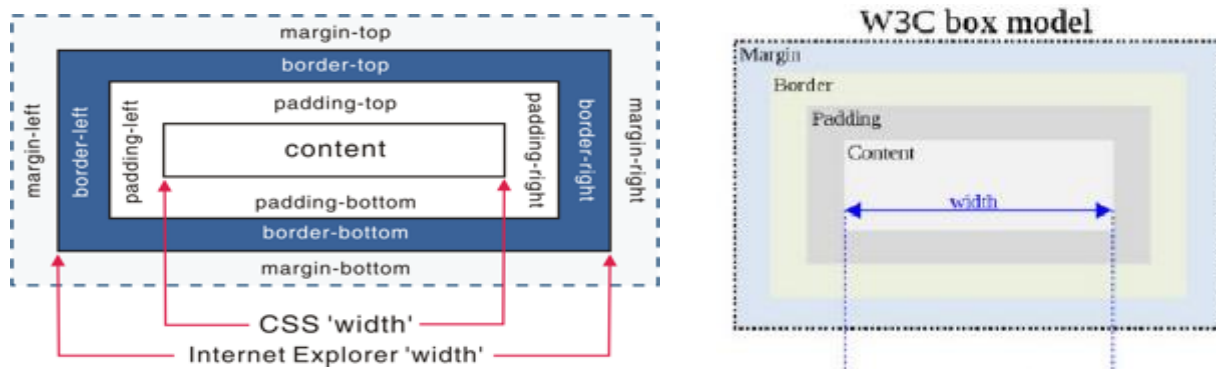 margin-top
border-top
padding-top
margin-left
border-left
padding-left
content
padding-right
border-right
margin-right
padding-bottom
border-bottom
margin-bottom
CSS 'width'
Internet Explorer 'width'
W3C box model
Margin
Border
Padding
Content
width